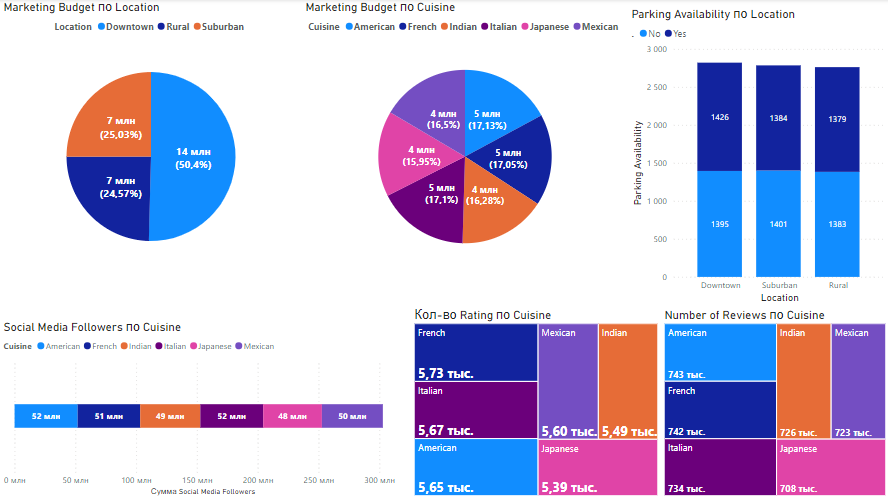 Marketing Budget по Location
Location Downtown Rural Suburban
7 млн
(25,03%)
14 млн
(50,4%)
7 млн
(24,57%)
Marketing Budget по Cuisine
Cuisine American French Indian Italian Japanese Mexican
4 млн
(16,5%)
5 млн
(17,13%)
4 млн
(15,95%)
5 млн
(17,05%)
5 млн
(17,1%)
4 млн
(16,28%)
Parking Availability по Location
. No Yes
Parking Availability
3 000
2 500
2 000
1 500
1 000
500
0
1426
1384
1379
1395
1401
1383
Downtown
Suburban
Rural
Location
Social Media Followers по Cuisine
Cuisine American French Indian Italian Japanese Mexican
52 млн
51 млн
49 млн
52 млн
48 млн
50 млн
0 млн
50 млн
100 млн
150 млн
200 млн
250 млн
300 млн
Сумма Social Media Followers
Кол-во Rating по Cuisine
French
5,73 тыс.
Italian
5,67 тыс.
American
5,65 тыс.
Mexican
5,60 тыс.
Indian
5,49 тыс.
Japanese
5,39 тыс.
Number of Reviews по Cuisine
American
743 тыс.
French
742 тыс.
Italian
734 тыс.
Indian
726 тыс.
Mexican
723 тыс.
Japanese
708 тыс.